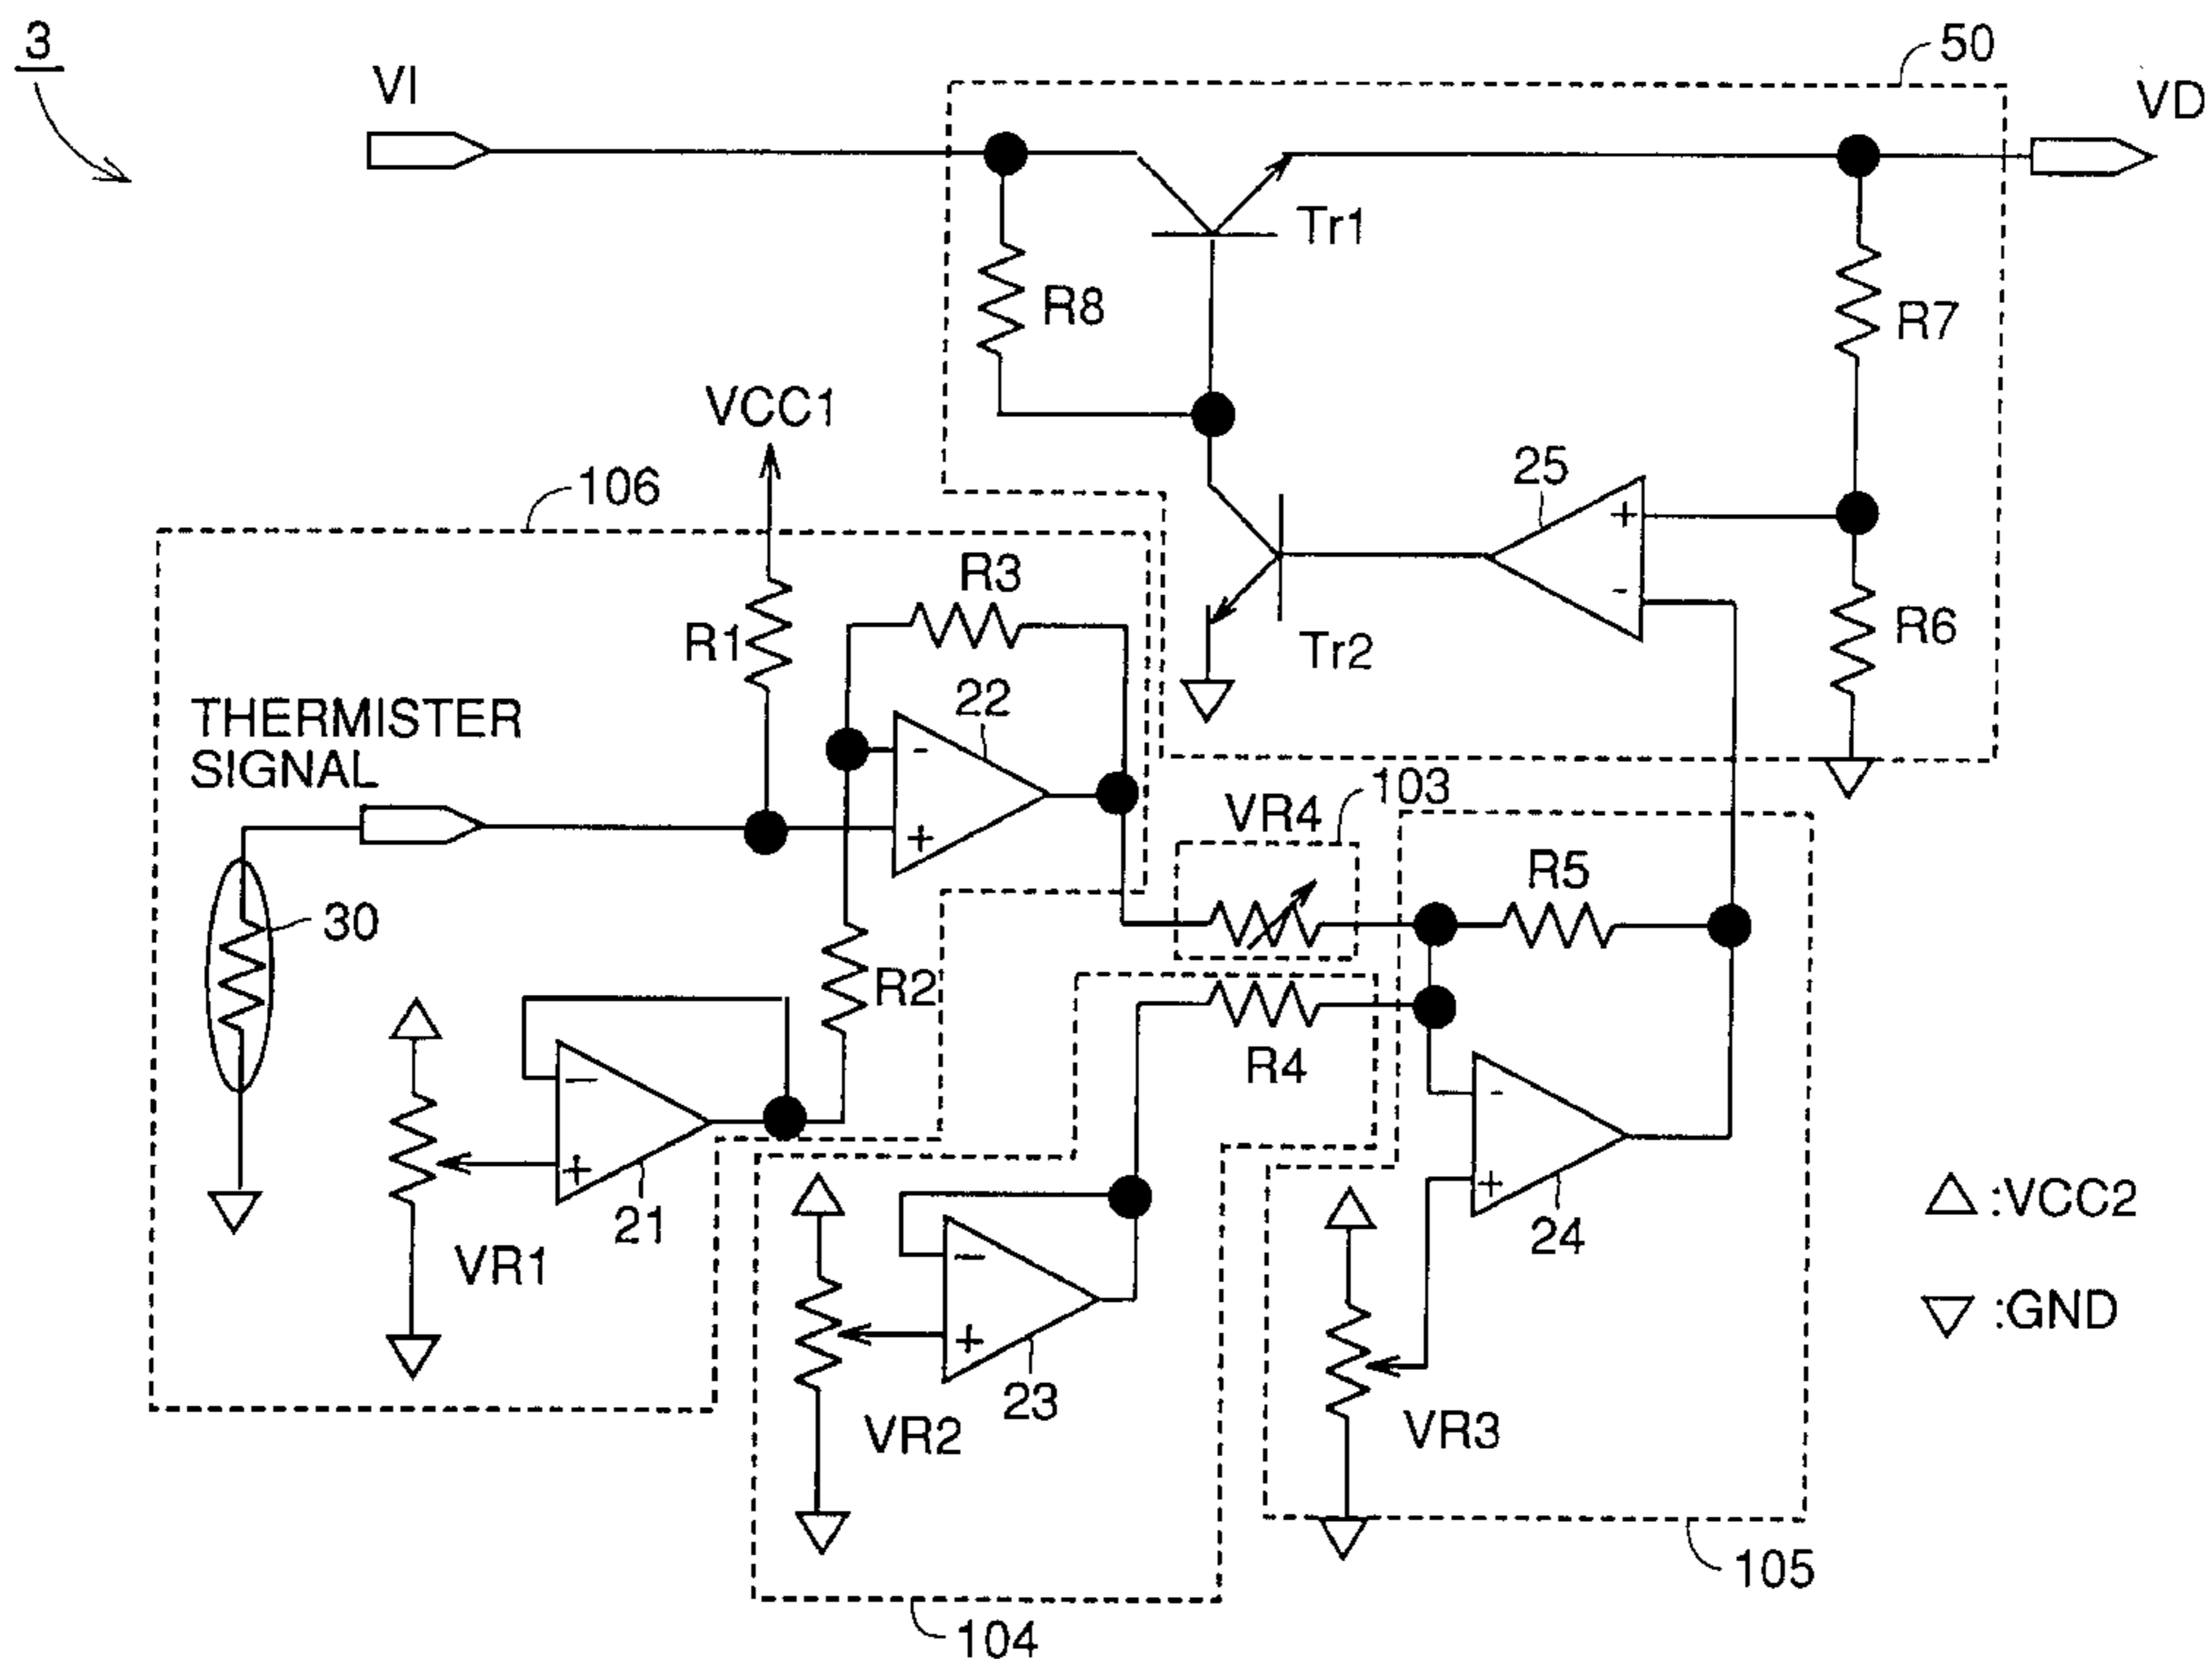 3
VI
50
VD
Tr1
R8
R7
VCC1
25
106
+
-
R3
R1
R6
Tr2
22
THERMISTER
SIGNAL
-
103
VR4
+
R5
30
R2
R4
-
-
+
21
+
24
VCC2
:VCC2
VR1
-
:GND
+
23
VR2
VR3
105
104